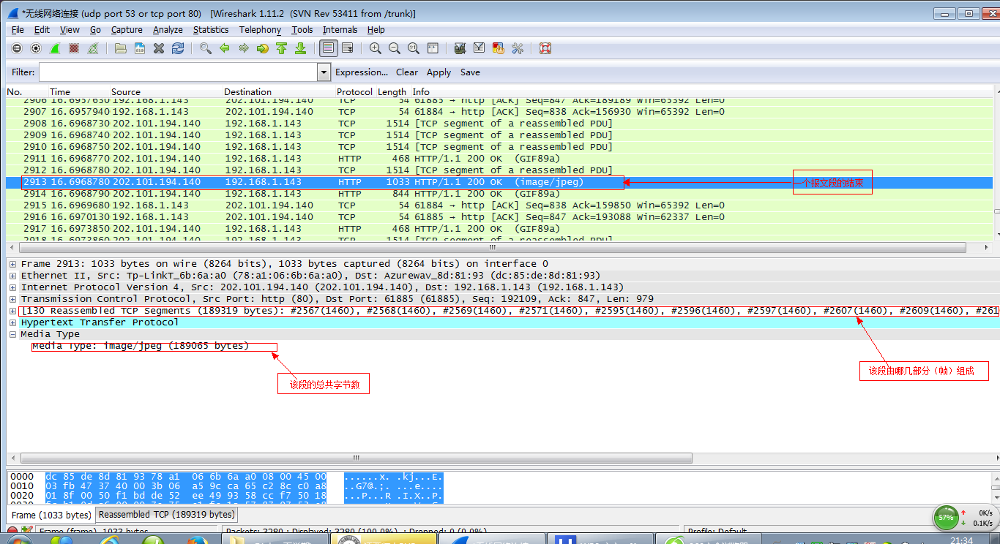 *无线网络连接 (udp port 53 or tcp port 80) [Wireshark 1.11.2 (SVN Rev 53411 from /trunk)]
File Edit View Go Capture Analyze Statistics Telephony Tools Internals Help
Filter: Expression... Clear Apply Save
No. Time Source Destination Protocol Length Info
2906 16.6957630 192.168.1.143 202.101.194.140 TCP 54 61885 → http [ACK] Seq=847 Ack=189189 Win=65392 Len=0
2907 16.6957940 192.168.1.143 202.101.194.140 TCP 54 61884 → http [ACK] Seq=838 Ack=156930 Win=65392 Len=0
2908 16.6968730 202.101.194.140 192.168.1.143 TCP 1514 [TCP segment of a reassembled PDU]
2909 16.6968740 202.101.194.140 192.168.1.143 TCP 1514 [TCP segment of a reassembled PDU]
2910 16.6968750 202.101.194.140 192.168.1.143 TCP 1514 [TCP segment of a reassembled PDU]
2911 16.6968770 202.101.194.140 192.168.1.143 HTTP 468 HTTP/1.1 200 OK (GIF89a)
2912 16.6968780 202.101.194.140 192.168.1.143 TCP 1514 [TCP segment of a reassembled PDU]
2913 16.6968780 202.101.194.140 192.168.1.143 HTTP 1033 HTTP/1.1 200 OK (image/jpeg)
一个报文段的结束
2914 16.6968790 202.101.194.140 192.168.1.143 HTTP 844 HTTP/1.1 200 OK (GIF89a)
2915 16.6969680 192.168.1.143 202.101.194.140 TCP 54 61884 → http [ACK] Seq=838 Ack=159850 Win=65392 Len=0
2916 16.6970130 192.168.1.143 202.101.194.140 TCP 54 61885 → http [ACK] Seq=847 Ack=193088 Win=62337 Len=0
2917 16.6973850 202.101.194.140 192.168.1.143 HTTP 468 HTTP/1.1 200 OK (GIF89a)
2918 16.6973860 202.101.194.140 192.168.1.143 TCP 1514 [TCP segment of a reassembled PDU]
Frame 2913: 1033 bytes on wire (8264 bits), 1033 bytes captured (8264 bits) on interface 0
Ethernet II, Src: Tp-LinkT_6b:6a:a0 (78:a1:06:6b:6a:a0), Dst: Azurewav_8d:81:93 (dc:85:de:8d:81:93)
Internet Protocol Version 4, Src: 202.101.194.140 (202.101.194.140), Dst: 192.168.1.143 (192.168.1.143)
Transmission Control Protocol, Src Port: http (80), Dst Port: 61885 (61885), Seq: 192109, Ack: 847, Len: 979
[130 Reassembled TCP Segments (189319 bytes): #2567(1460), #2568(1460), #2569(1460), #2571(1460), #2595(1460), #2596(1460), #2597(1460), #2607(1460), #2609(1460), #261
Hypertext Transfer Protocol
Media Type
Media Type: image/jpeg (189065 bytes)
该段由哪几部分（帧）组成
该段的总共字节数
0000 dc 85 de 8d 81 93 78 a1 06 6b 6a a0 08 00 45 00 ......x. .kj...E.
0010 03 fb 47 37 40 00 3b 06 a5 9c ca 65 c2 8c c0 a8 ..G7@.;. ...e....
0020 01 8f 00 50 f1 bd de 52 ee 49 93 58 cc f7 50 18 ...P...R .I.X..P.
Frame (1033 bytes) Reassembled TCP (189319 bytes)
57% 0K/s
0.1K/s
Frame (frame), 1033 bytes Packets: 3280 · Displayed: 3280 (100.0%) · Dropped: 0 (0.0%) Profile: Default
21:34